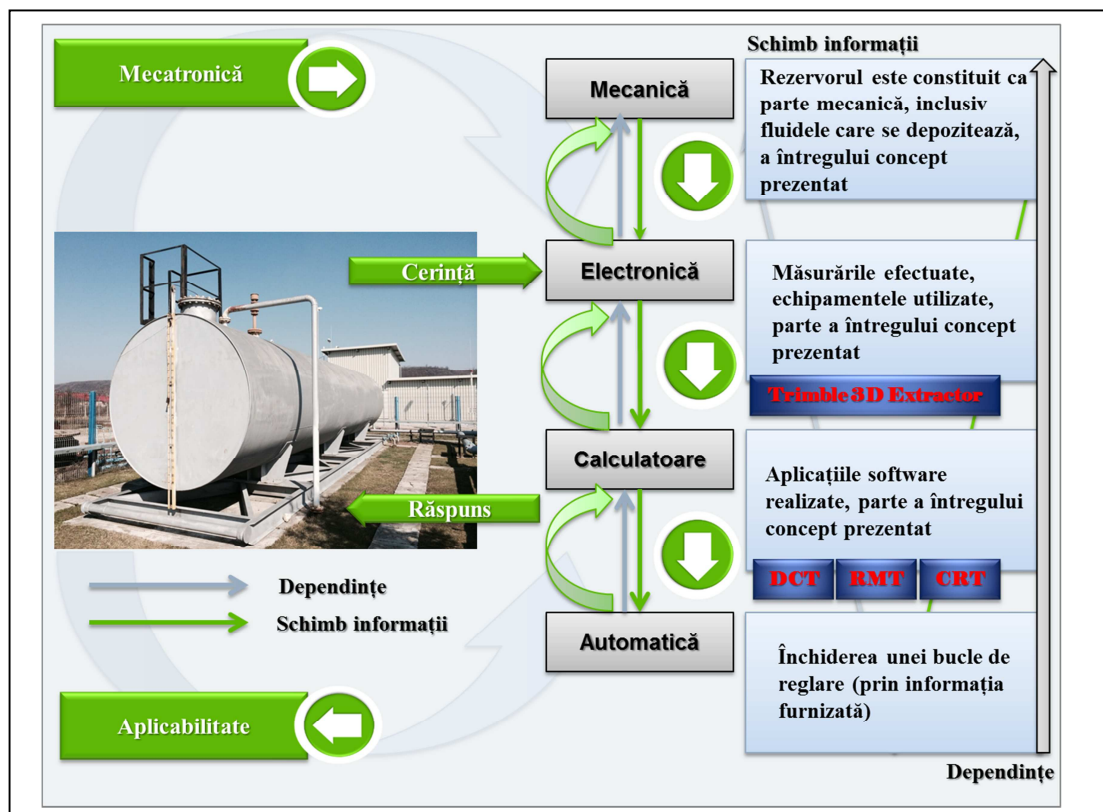 Mecatronică
Schimb informații
Mecanică
Rezervorul este constituit ca
parte mecanică, inclusiv
fluidele care se depozitează,
a întregului concept
prezentat
Cerință
Electronică
Măsurările efectuate,
echipamentele utilizate,
parte a întregului concept
prezentat
Trimble 3D Extractor
Calculatoare
Răspuns
Aplicațiile software
realizate, parte a întregului
concept prezentat
DCT RMT CRT
Dependințe
Schimb informații
Automatică
Închiderea unei bucle de
reglare (prin informația
furnizată)
Aplicabilitate
Dependințe